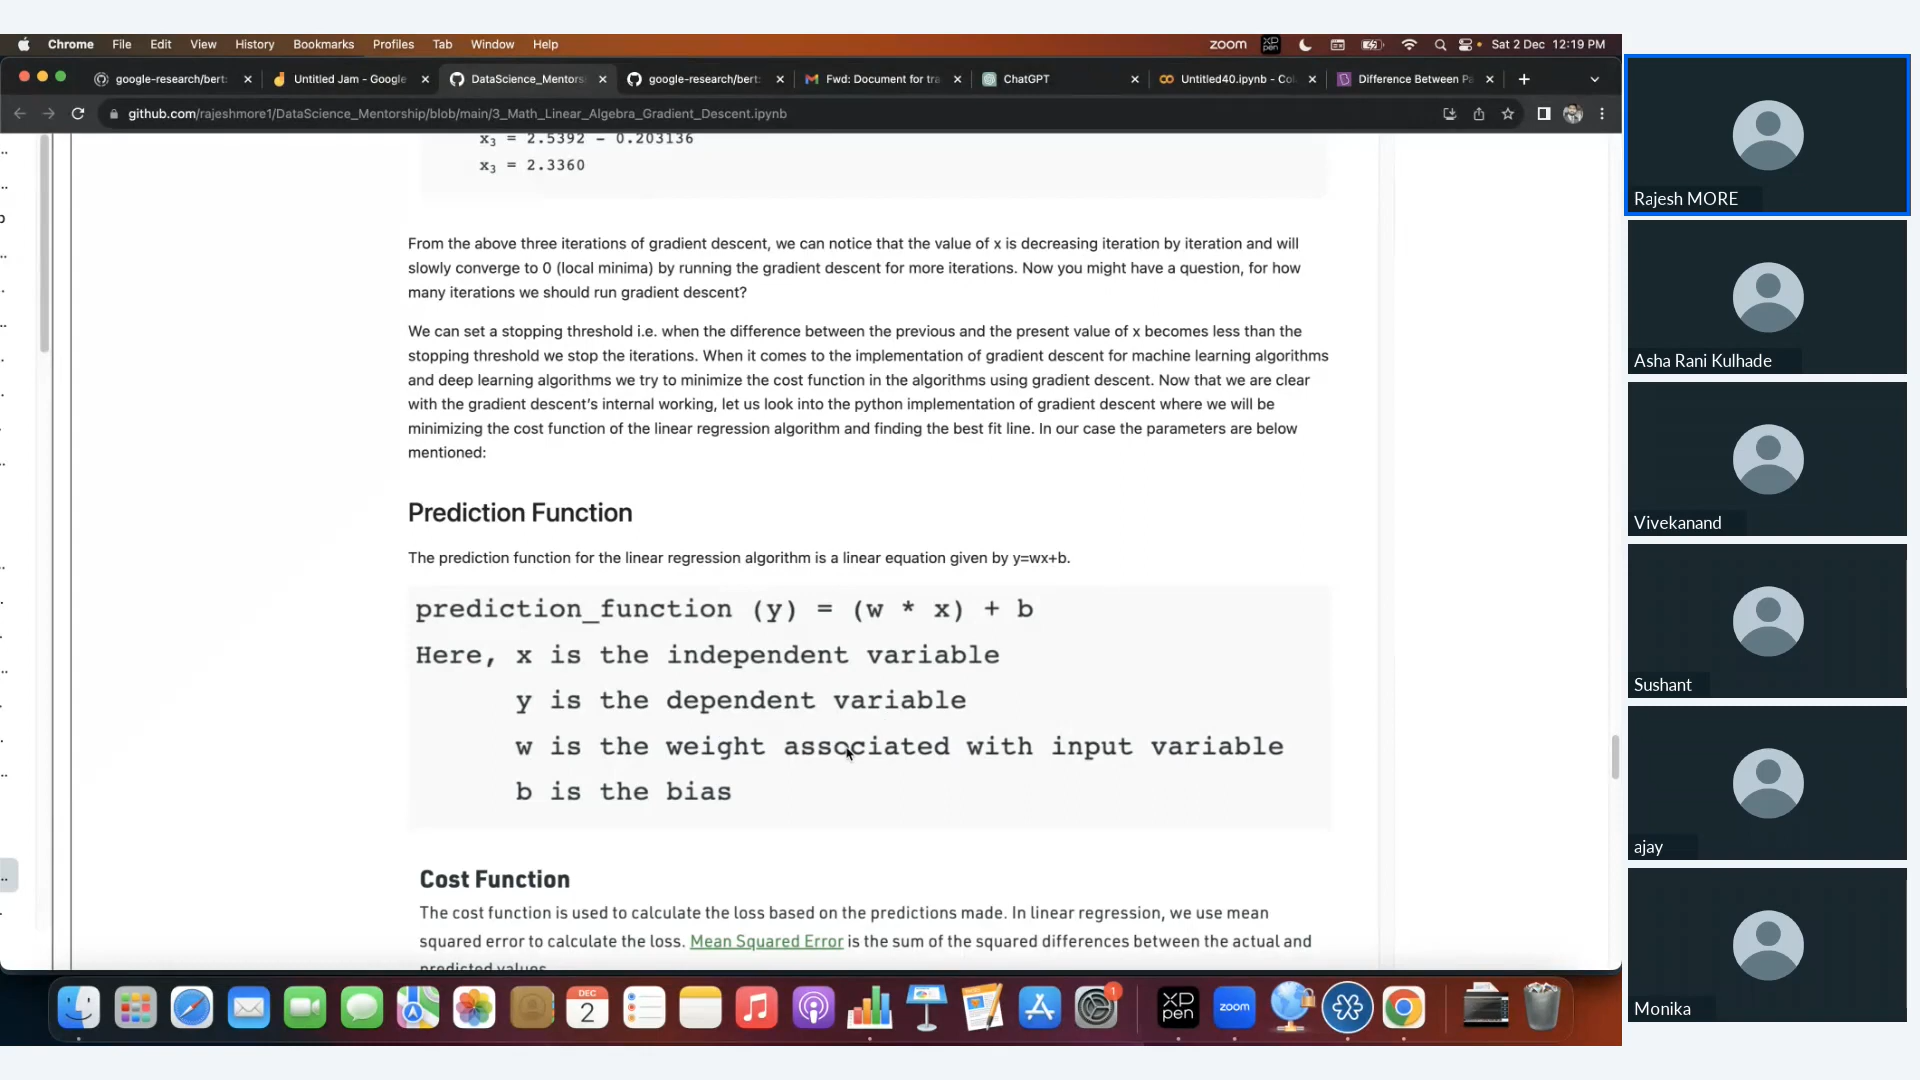 Chrome File Edit View History Bookmarks Profiles Tab Window Help zoom XP pen Sat 2 Dec 12:19 PM
google-research/bert: Untitled Jam - Google DataScience_Mentors google-research/bert: Fwd: Document for tra ChatGPT Untitled40.ipynb - Co Difference Between Pa
github.com/rajeshmore1/DataScience_Mentorship/blob/main/3_Math_Linear_Algebra_Gradient_Descent.ipynb
x₃ = 2.5392 - 0.203136
x₃ = 2.3360
From the above three iterations of gradient descent, we can notice that the value of x is decreasing iteration by iteration and will
slowly converge to 0 (local minima) by running the gradient descent for more iterations. Now you might have a question, for how
many iterations we should run gradient descent?
We can set a stopping threshold i.e. when the difference between the previous and the present value of x becomes less than the
stopping threshold we stop the iterations. When it comes to the implementation of gradient descent for machine learning algorithms
and deep learning algorithms we try to minimize the cost function in the algorithms using gradient descent. Now that we are clear
with the gradient descent's internal working, let us look into the python implementation of gradient descent where we will be
minimizing the cost function of the linear regression algorithm and finding the best fit line. In our case the parameters are below
mentioned:
Prediction Function
The prediction function for the linear regression algorithm is a linear equation given by y=wx+b.
prediction_function (y) = (w * x) + b
Here, x is the independent variable
y is the dependent variable
w is the weight associated with input variable
b is the bias
Cost Function
The cost function is used to calculate the loss based on the predictions made. In linear regression, we use mean
squared error to calculate the loss. Mean Squared Error is the sum of the squared differences between the actual and
predicted values.
DEC
2
1
XP
pen
zoom
Rajesh MORE
Asha Rani Kulhade
Vivekanand
Sushant
ajay
Monika